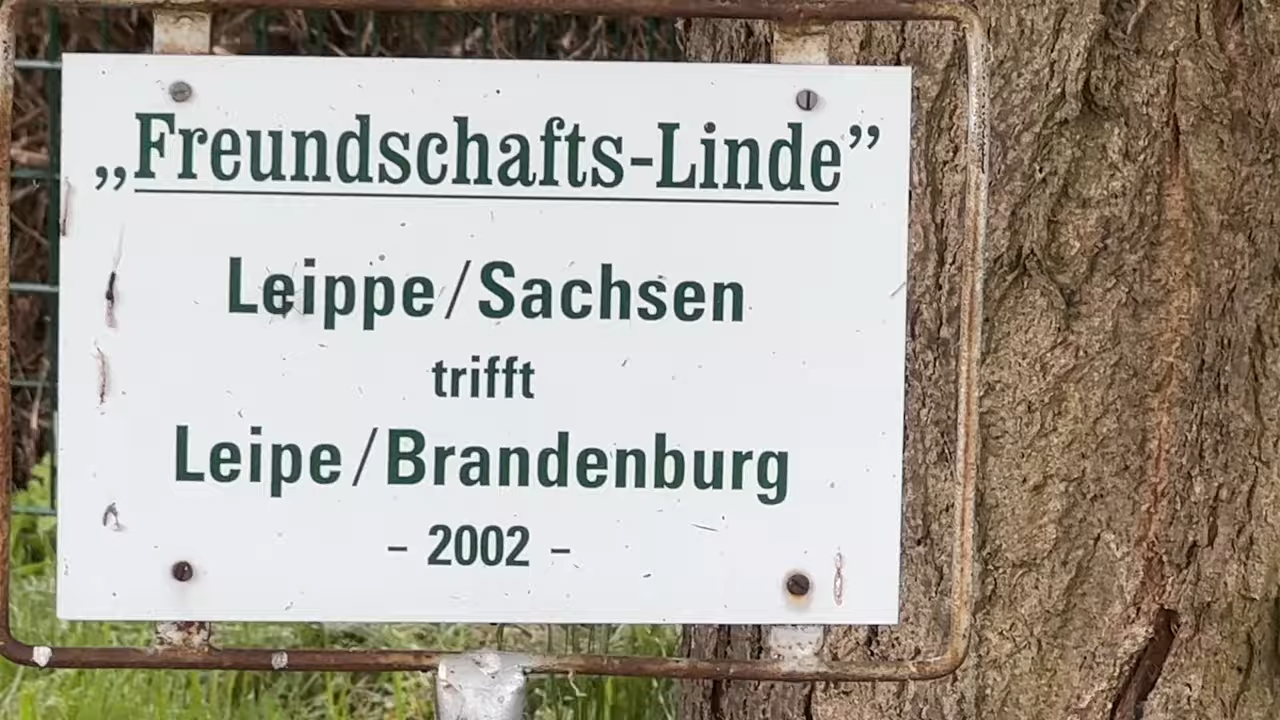 „Freundschafts-Linde”
Leippe/Sachsen
trifft
Leipe/Brandenburg
– 2002 –